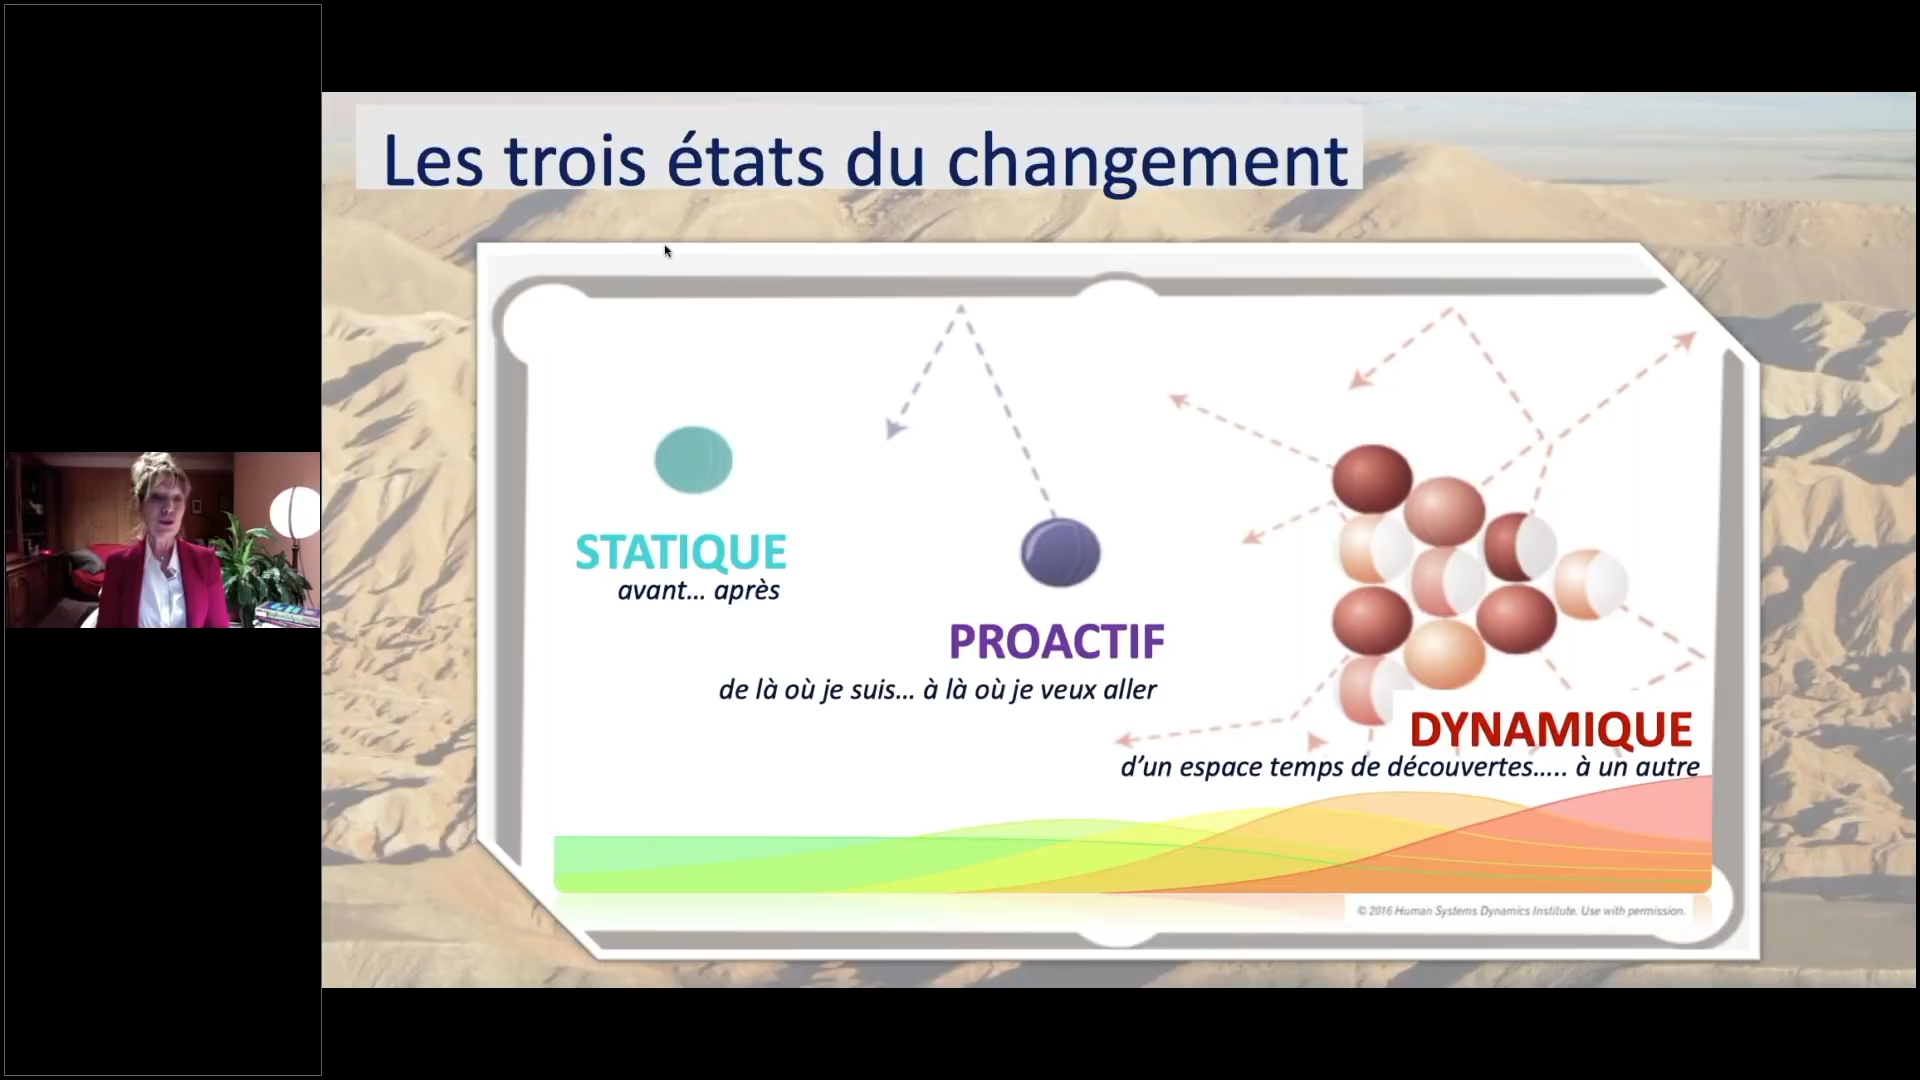 Les trois états du changement
STATIQUE
avant... après
PROACTIF
de là où je suis... à là où je veux aller
DYNAMIQUE
d’un espace temps de découvertes..... à un autre
© 2016 Human Systems Dynamics Institute. Use with permission.